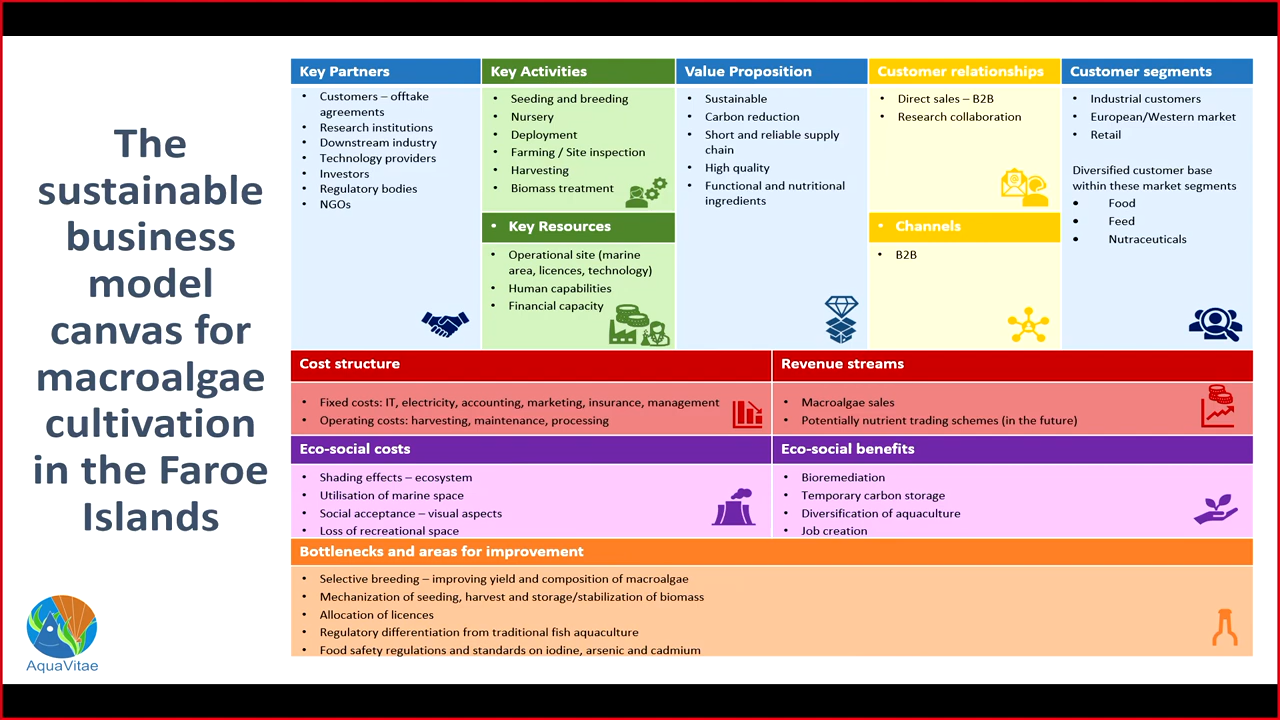 The
sustainable
business
model
canvas for
macroalgae
cultivation
in the Faroe
Islands
AquaVitae
Key Partners
• Customers – offtake
agreements
• Research institutions
• Downstream industry
• Technology providers
• Investors
• Regulatory bodies
• NGOs
Key Activities
• Seeding and breeding
• Nursery
• Deployment
• Farming / Site inspection
• Harvesting
• Biomass treatment
• Key Resources
• Operational site (marine
area, licences, technology)
• Human capabilities
• Financial capacity
Value Proposition
• Sustainable
• Carbon reduction
• Short and reliable supply
chain
• High quality
• Functional and nutritional
ingredients
Customer relationships
• Direct sales – B2B
• Research collaboration
• Channels
• B2B
Customer segments
• Industrial customers
• European/Western market
• Retail
Diversified customer base
within these market segments
• Food
• Feed
• Nutraceuticals
Cost structure
• Fixed costs: IT, electricity, accounting, marketing, insurance, management
• Operating costs: harvesting, maintenance, processing
Revenue streams
• Macroalgae sales
• Potentially nutrient trading schemes (in the future)
Eco-social costs
• Shading effects – ecosystem
• Utilisation of marine space
• Social acceptance – visual aspects
• Loss of recreational space
Eco-social benefits
• Bioremediation
• Temporary carbon storage
• Diversification of aquaculture
• Job creation
Bottlenecks and areas for improvement
• Selective breeding – improving yield and composition of macroalgae
• Mechanization of seeding, harvest and storage/stabilization of biomass
• Allocation of licences
• Regulatory differentiation from traditional fish aquaculture
• Food safety regulations and standards on iodine, arsenic and cadmium